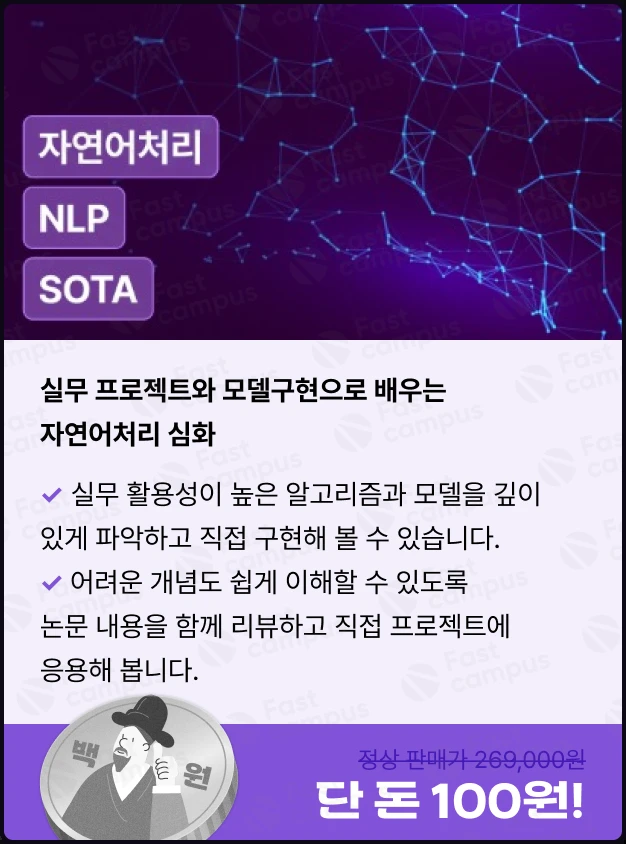 자연어처리
NLP
SOTA
실무 프로젝트와 모델구현으로 배우는
자연어처리 심화
✓ 실무 활용성이 높은 알고리즘과 모델을 깊이
있게 파악하고 직접 구현해 볼 수 있습니다.
✓ 어려운 개념도 쉽게 이해할 수 있도록
논문 내용을 함께 리뷰하고 직접 프로젝트에
응용해 봅니다.
백 원
정상 판매가 269,000원
단 돈 100원!
Fast campus